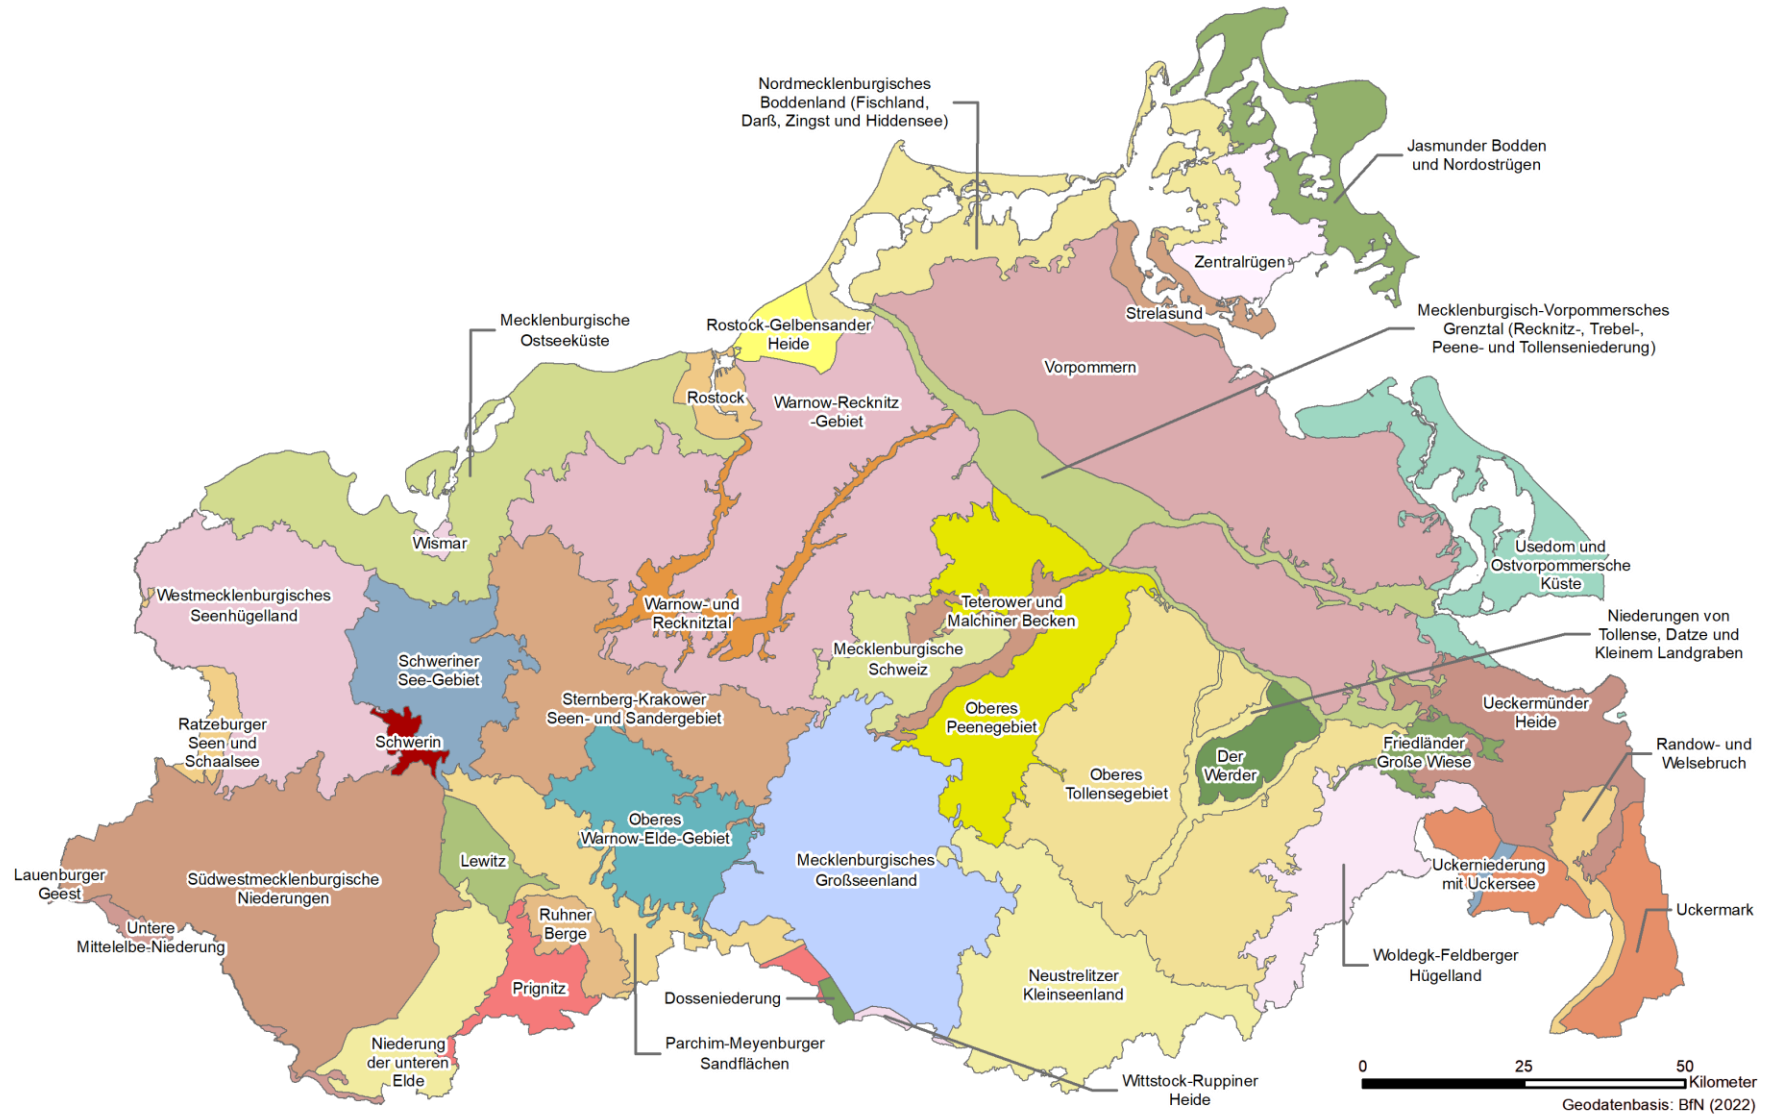 Nordmecklenburgisches
Boddenland (Fischland,
Darß, Zingst und Hiddensee)
Jasmunder Bodden
und Nordostrügen
Zentralrügen
Mecklenburgische
Ostseeküste
Rostock-Gelbensander
Heide
Strelasund
Mecklenburgisch-Vorpommersches
Grenztal (Recknitz-, Trebel-,
Peene- und Tollenseniederung)
Vorpommern
Rostock
Warnow-Recknitz
-Gebiet
Wismar
Usedom und
Ostvorpommersche
Küste
Westmecklenburgisches
Seenhügelland
Warnow- und
Recknitztal
Teterower und
Malchiner Becken
Niederungen von
Tollense, Datze und
Kleinem Landgraben
Mecklenburgische
Schweiz
Schweriner
See-Gebiet
Sternberg-Krakower
Seen- und Sandergebiet
Oberes
Peenegebiet
Ueckermünder
Heide
Ratzeburger
Seen und
Schaalsee
Schwerin
Der
Werder
Friedländer
Große Wiese
Randow- und
Welsebruch
Oberes
Tollensegebiet
Oberes
Warnow-Elde-Gebiet
Lewitz
Mecklenburgisches
Großseenland
Uckerniederung
mit Uckersee
Lauenburger
Geest
Südwestmecklenburgische
Niederungen
Ruhner
Berge
Uckermark
Untere
Mittelelbe-Niederung
Woldegk-Feldberger
Hügelland
Prignitz
Neustrelitzer
Kleinseenland
Dosseniederung
Niederung
der unteren
Elde
Parchim-Meyenburger
Sandflächen
Wittstock-Ruppiner
Heide
0 25 50
Kilometer
Geodatenbasis: BfN (2022)